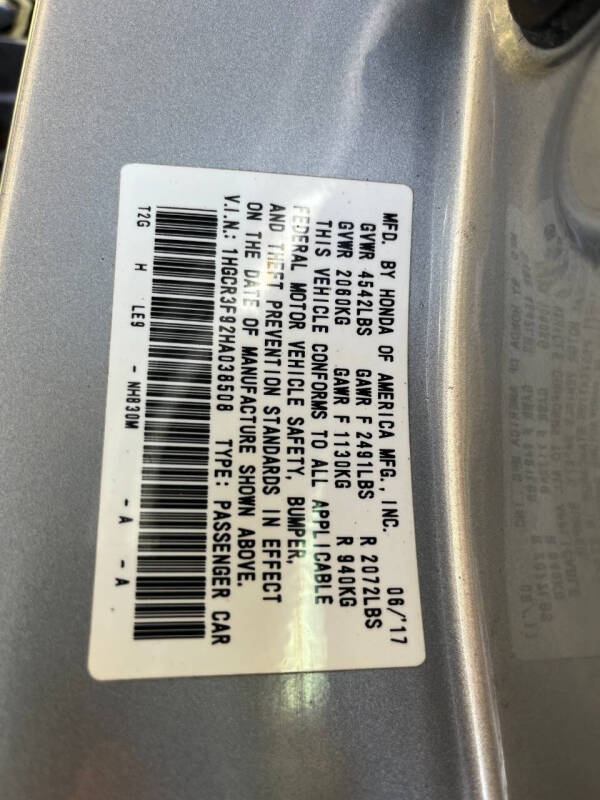 MFD. BY HONDA OF AMERICA MFG., INC. 06/'17
GVWR 4542LBS GAWR F 2491LBS R 2072LBS
GVWR 2060KG GAWR F 1130KG R 940KG
THIS VEHICLE CONFORMS TO ALL APPLICABLE
FEDERAL MOTOR VEHICLE SAFETY, BUMPER,
AND THEFT PREVENTION STANDARDS IN EFFECT
ON THE DATE OF MANUFACTURE SHOWN ABOVE.
V.I.N.: 1HGCR3F92HA038508 TYPE: PASSENGER CAR
T2G H LE9 - NH830M - A - A